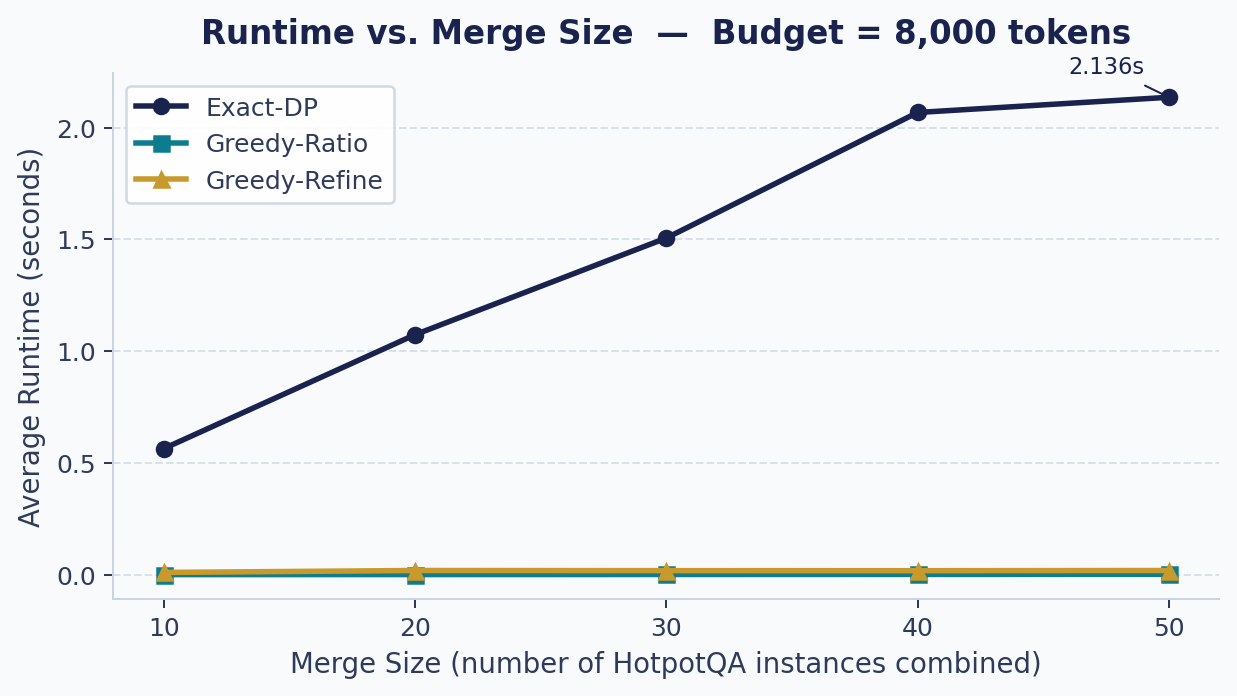 Runtime vs. Merge Size — Budget = 8,000 tokens
2.136s
Exact-DP
Greedy-Ratio
Greedy-Refine
Average Runtime (seconds)
2.0
1.5
1.0
0.5
0.0
10 20 30 40 50
Merge Size (number of HotpotQA instances combined)